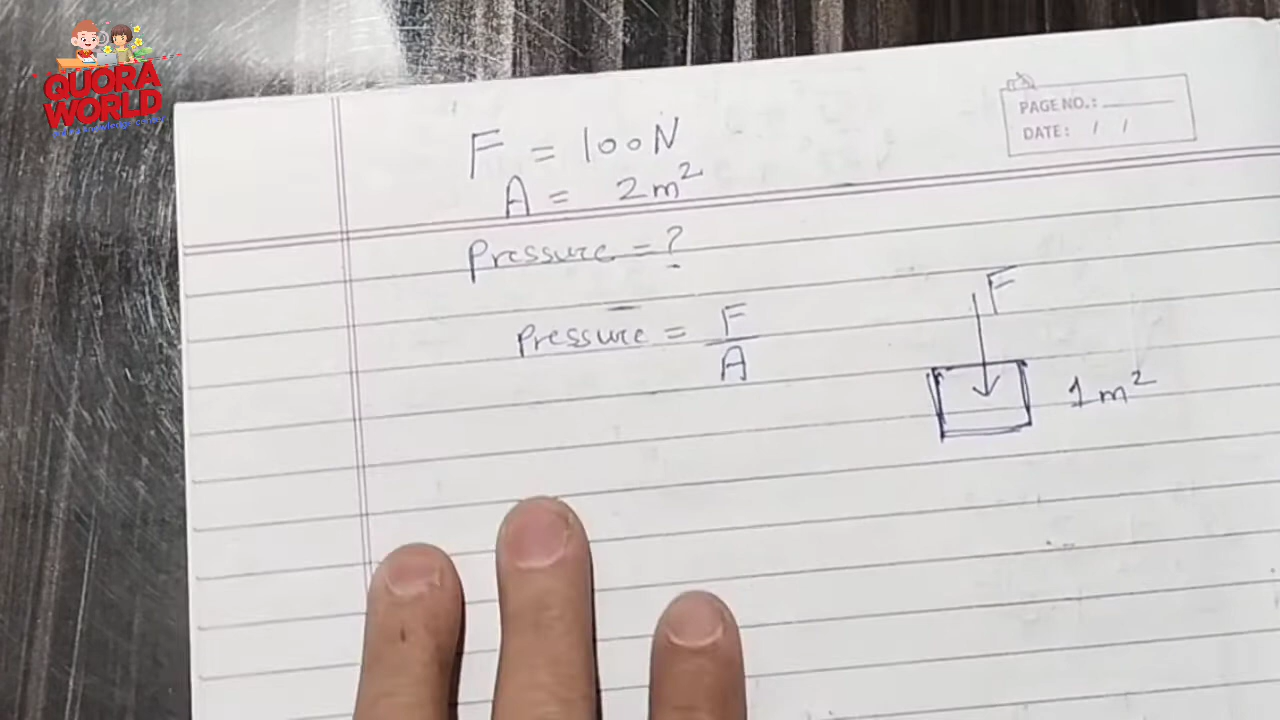 QUORA
WORLD
PAGE NO.:
DATE: / /
F = 100N
A = 2m²
Pressure = ?
Pressure = F
A
F
1m²